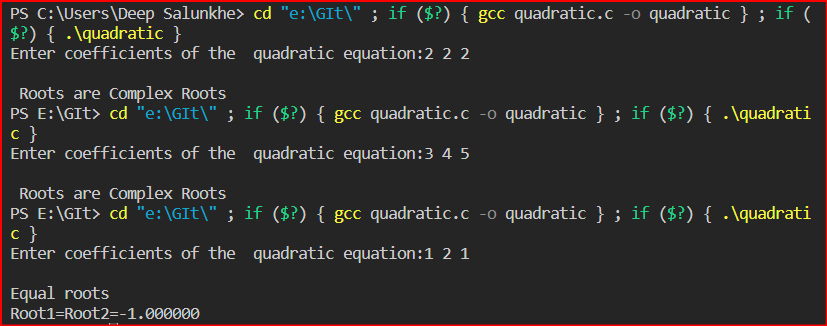 PS C:\Users\Deep Salunkhe> cd "e:\GIt\" ; if ($?) { gcc quadratic.c -o quadratic } ; if (
$?) { .\quadratic }
Enter coefficients of the  quadratic equation:2 2 2
 Roots are Complex Roots
PS E:\GIt> cd "e:\GIt\" ; if ($?) { gcc quadratic.c -o quadratic } ; if ($?) { .\quadrati
c }
Enter coefficients of the  quadratic equation:3 4 5
 Roots are Complex Roots
PS E:\GIt> cd "e:\GIt\" ; if ($?) { gcc quadratic.c -o quadratic } ; if ($?) { .\quadrati
c }
Enter coefficients of the  quadratic equation:1 2 1
Equal roots
Root1=Root2=-1.000000